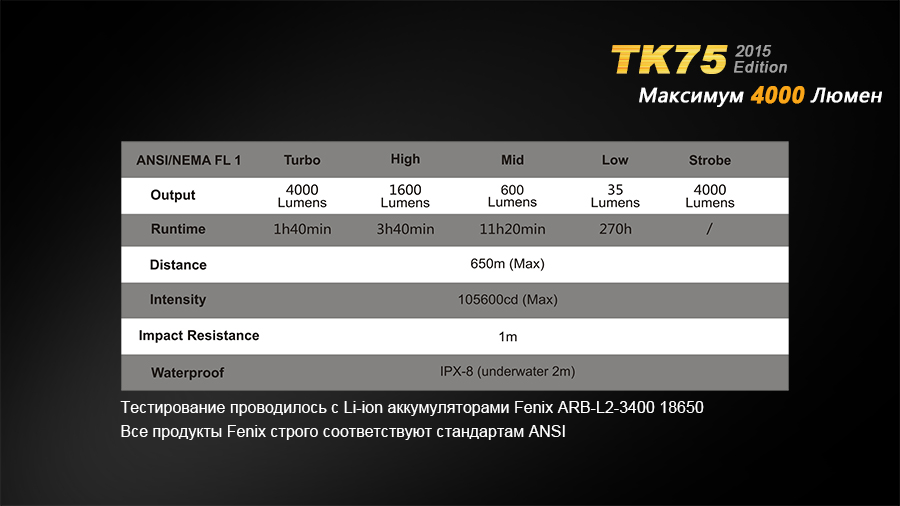 TK75 2015 Edition
Максимум 4000 Люмен
ANSI/NEMA FL 1 Turbo High Mid Low Strobe
Output 4000 Lumens 1600 Lumens 600 Lumens 35 Lumens 4000 Lumens
Runtime 1h40min 3h40min 11h20min 270h /
Distance 650m (Max)
Intensity 105600cd (Max)
Impact Resistance 1m
Waterproof IPX-8 (underwater 2m)
Тестирование проводилось с Li-ion аккумуляторами Fenix ARB-L2-3400 18650
Все продукты Fenix строго соответствуют стандартам ANSI